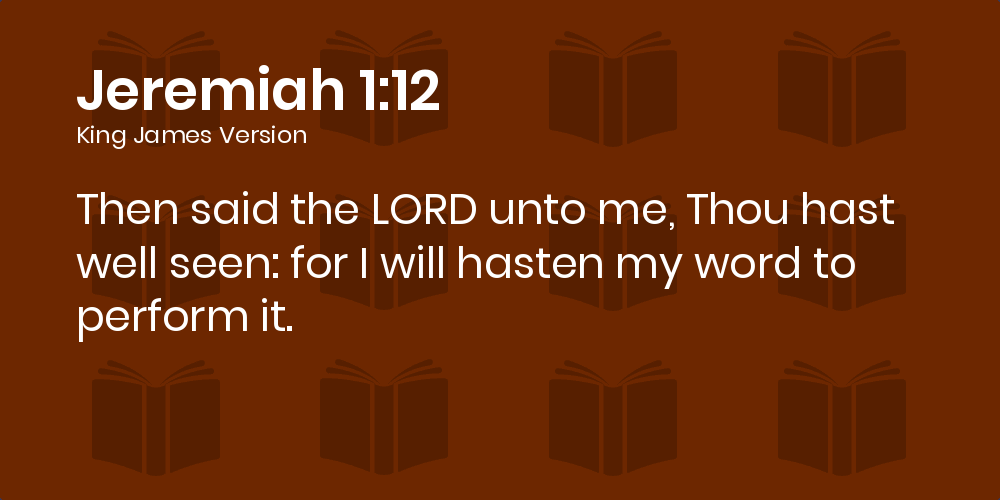 Jeremiah 1:12
King James Version
Then said the LORD unto me, Thou hast
well seen: for I will hasten my word to
perform it.